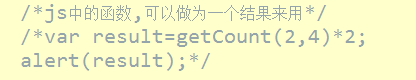 /*js中的函数,可以做为一个结果来用*/
/*var result=getCount(2,4)*2;
alert(result);*/